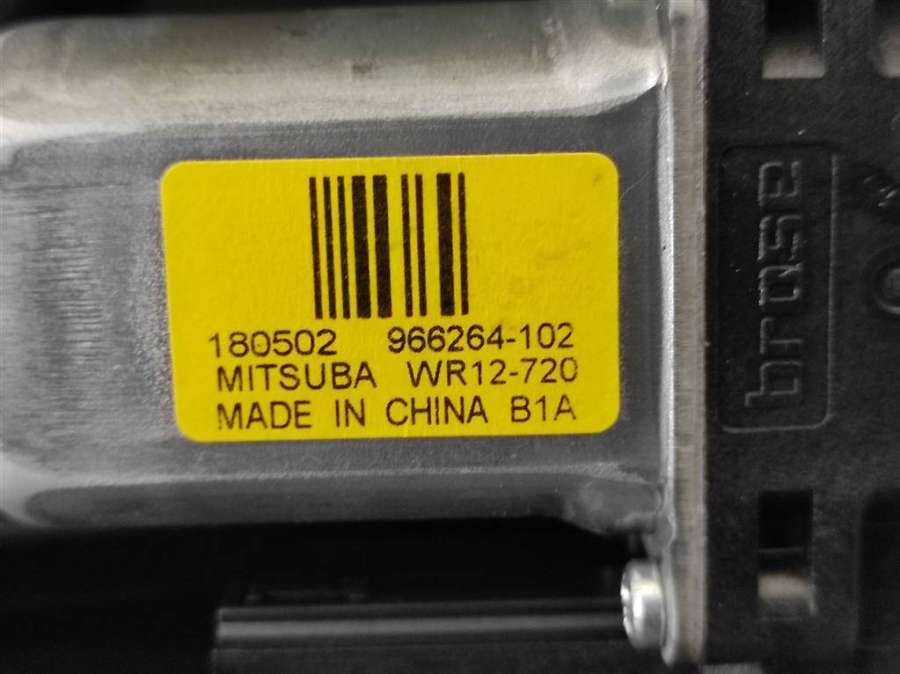 180502 966264-102
MITSUBA WR12-720
MADE IN CHINA B1A
brose